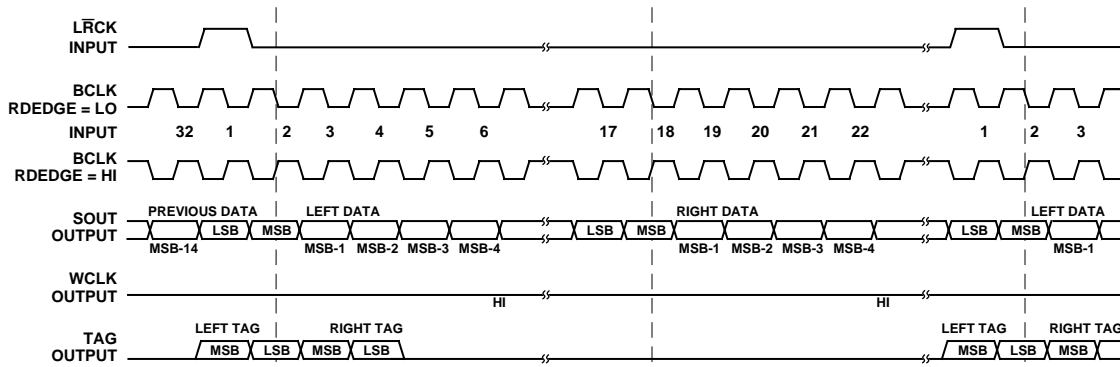 LRCK
INPUT
BCLK
RDEDGE = LO
INPUT 32 1 2 3 4 5 6 17 18 19 20 21 22 1 2 3
BCLK
RDEDGE = HI
PREVIOUS DATA LEFT DATA RIGHT DATA LEFT DATA
SOUT
OUTPUT
LSB MSB LSB MSB LSB MSB
MSB-14 MSB-1 MSB-2 MSB-3 MSB-4 MSB-1 MSB-2 MSB-3 MSB-4 MSB-1
WCLK
OUTPUT
HI HI
LEFT TAG RIGHT TAG LEFT TAG RIGHT TAG
TAG
OUTPUT
MSB LSB MSB LSB MSB LSB MSB